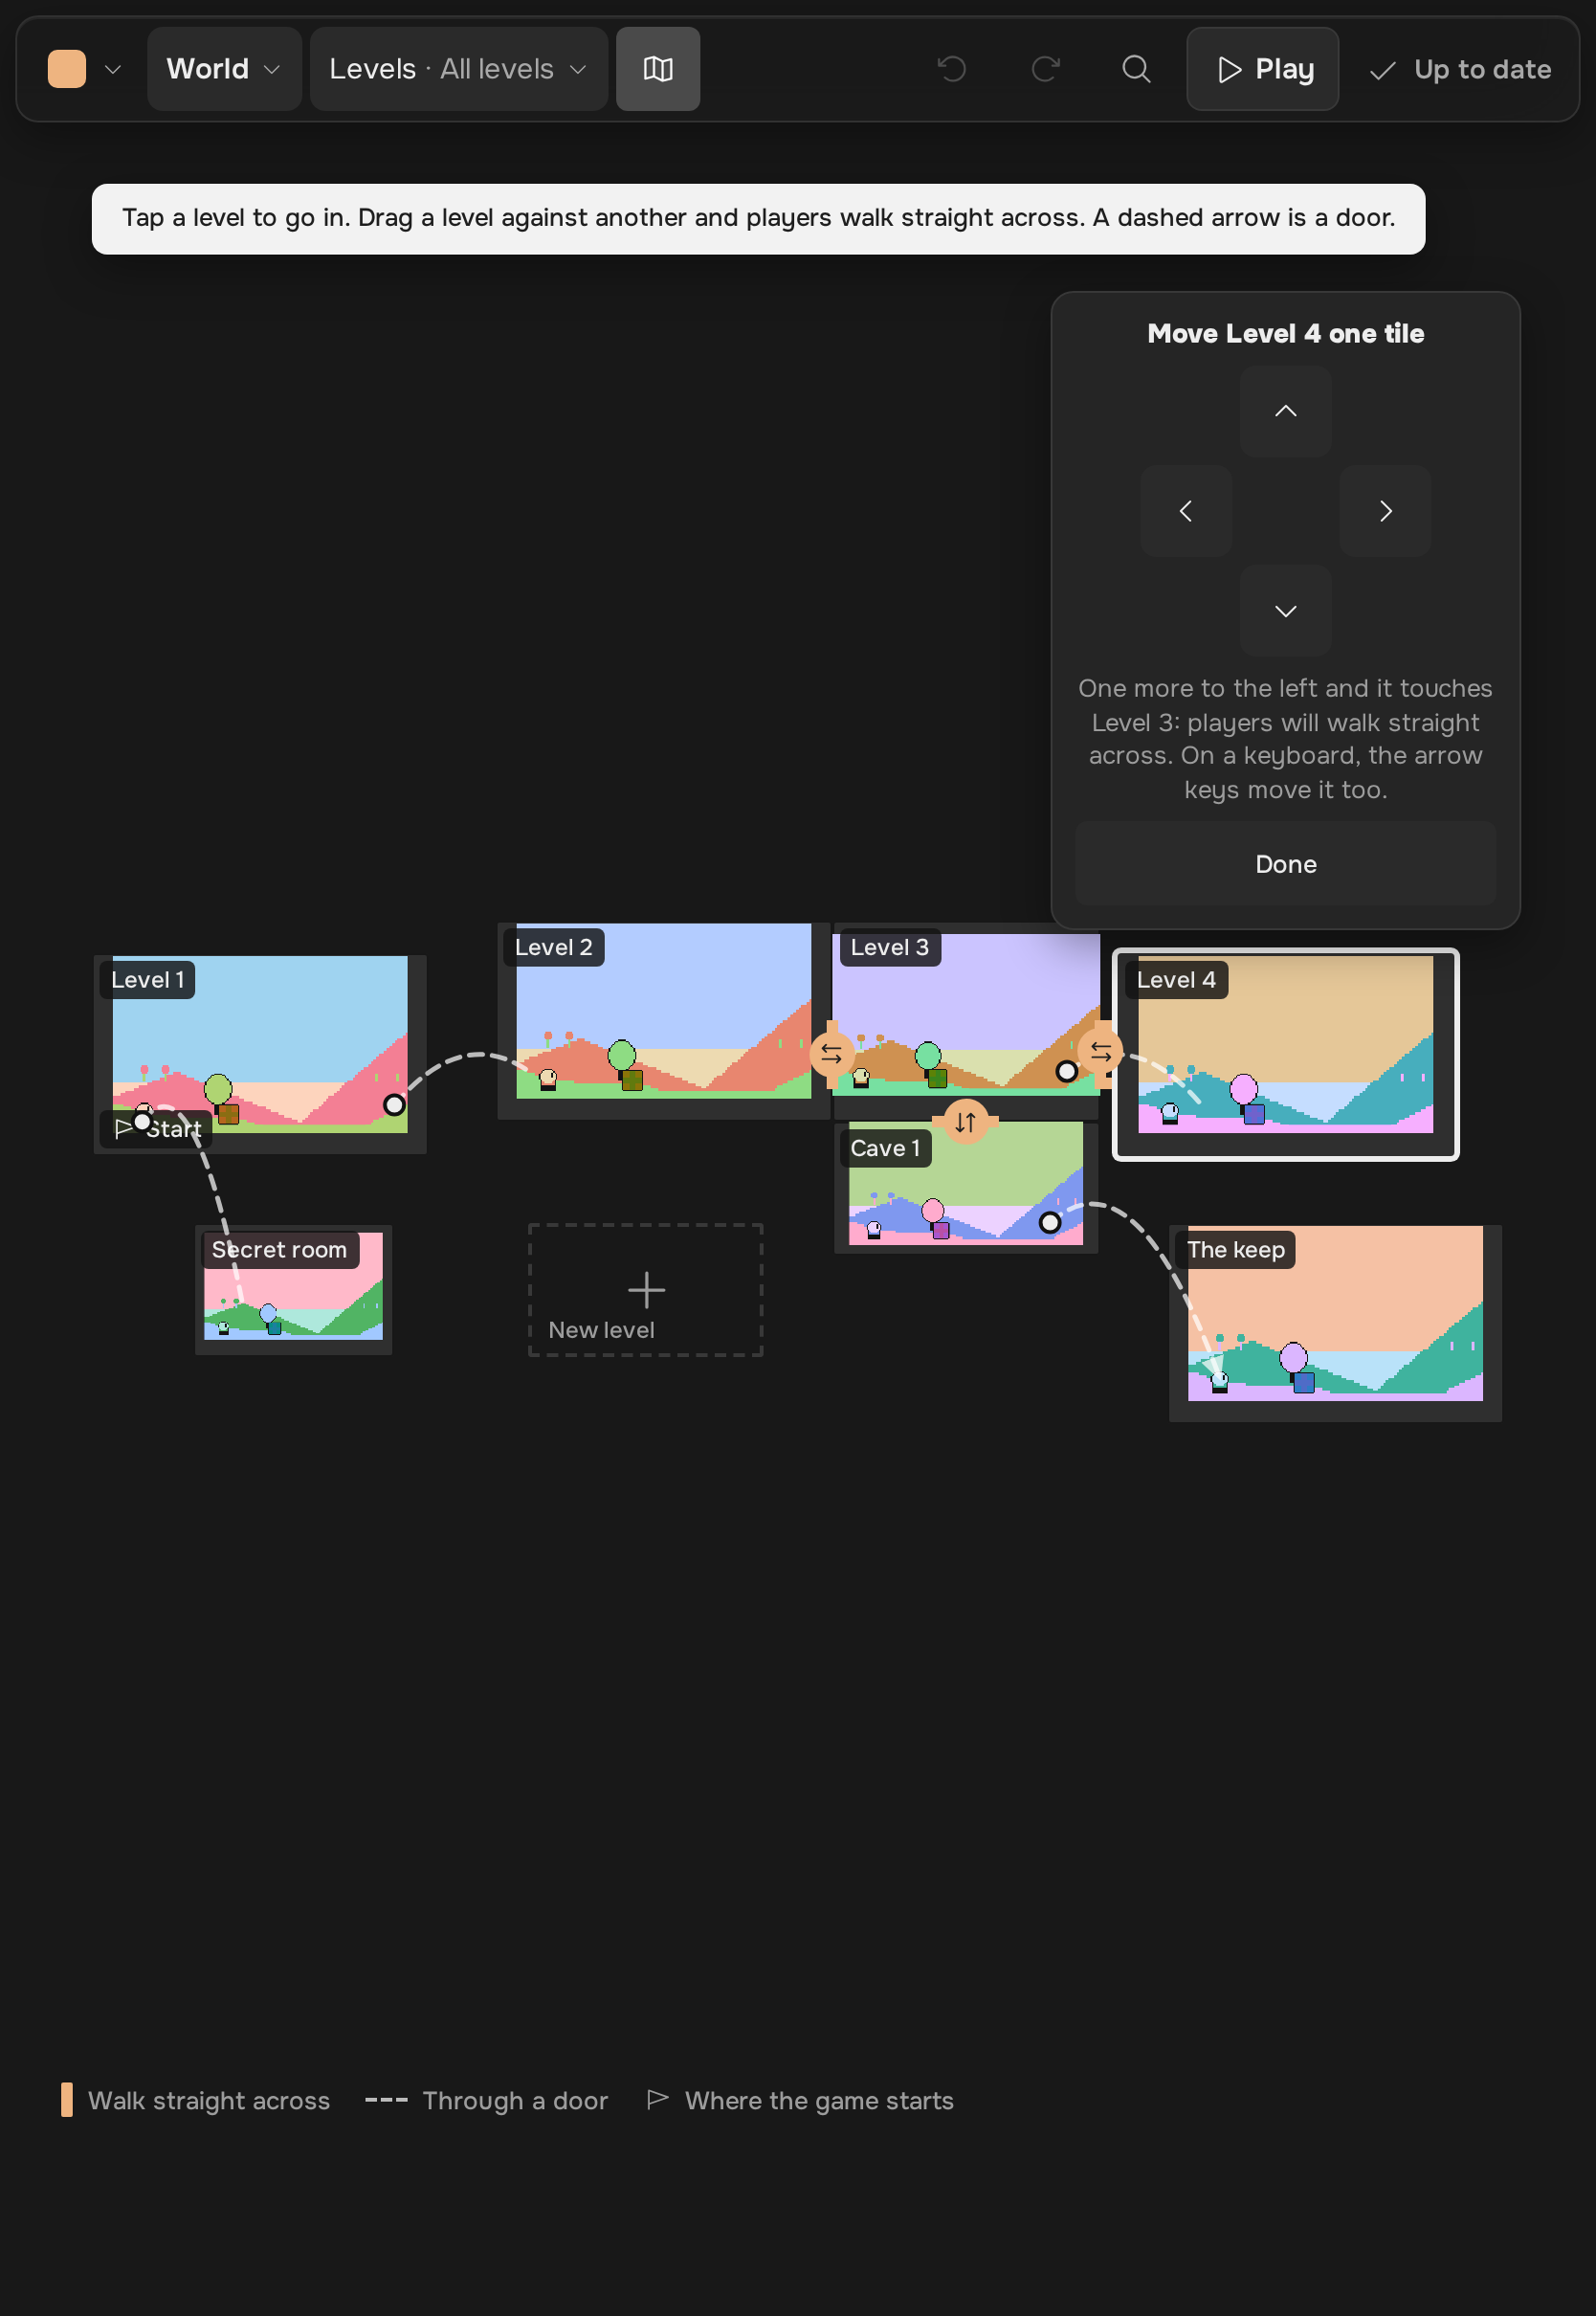 World
Levels · All levels
Play
Up to date
Tap a level to go in. Drag a level against another and players walk straight across. A dashed arrow is a door.
Move Level 4 one tile
One more to the left and it touches
Level 3: players will walk straight
across. On a keyboard, the arrow
keys move it too.
Done
Level 1
Level 2
Level 3
Level 4
Start
Cave 1
Secret room
New level
The keep
Walk straight across
Through a door
Where the game starts